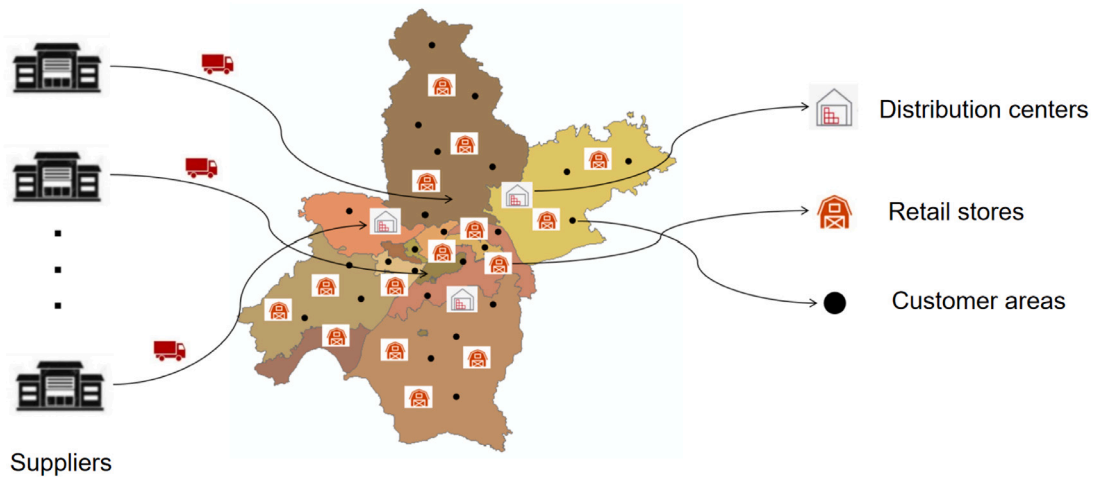 Distribution centers
Retail stores
Customer areas
Suppliers